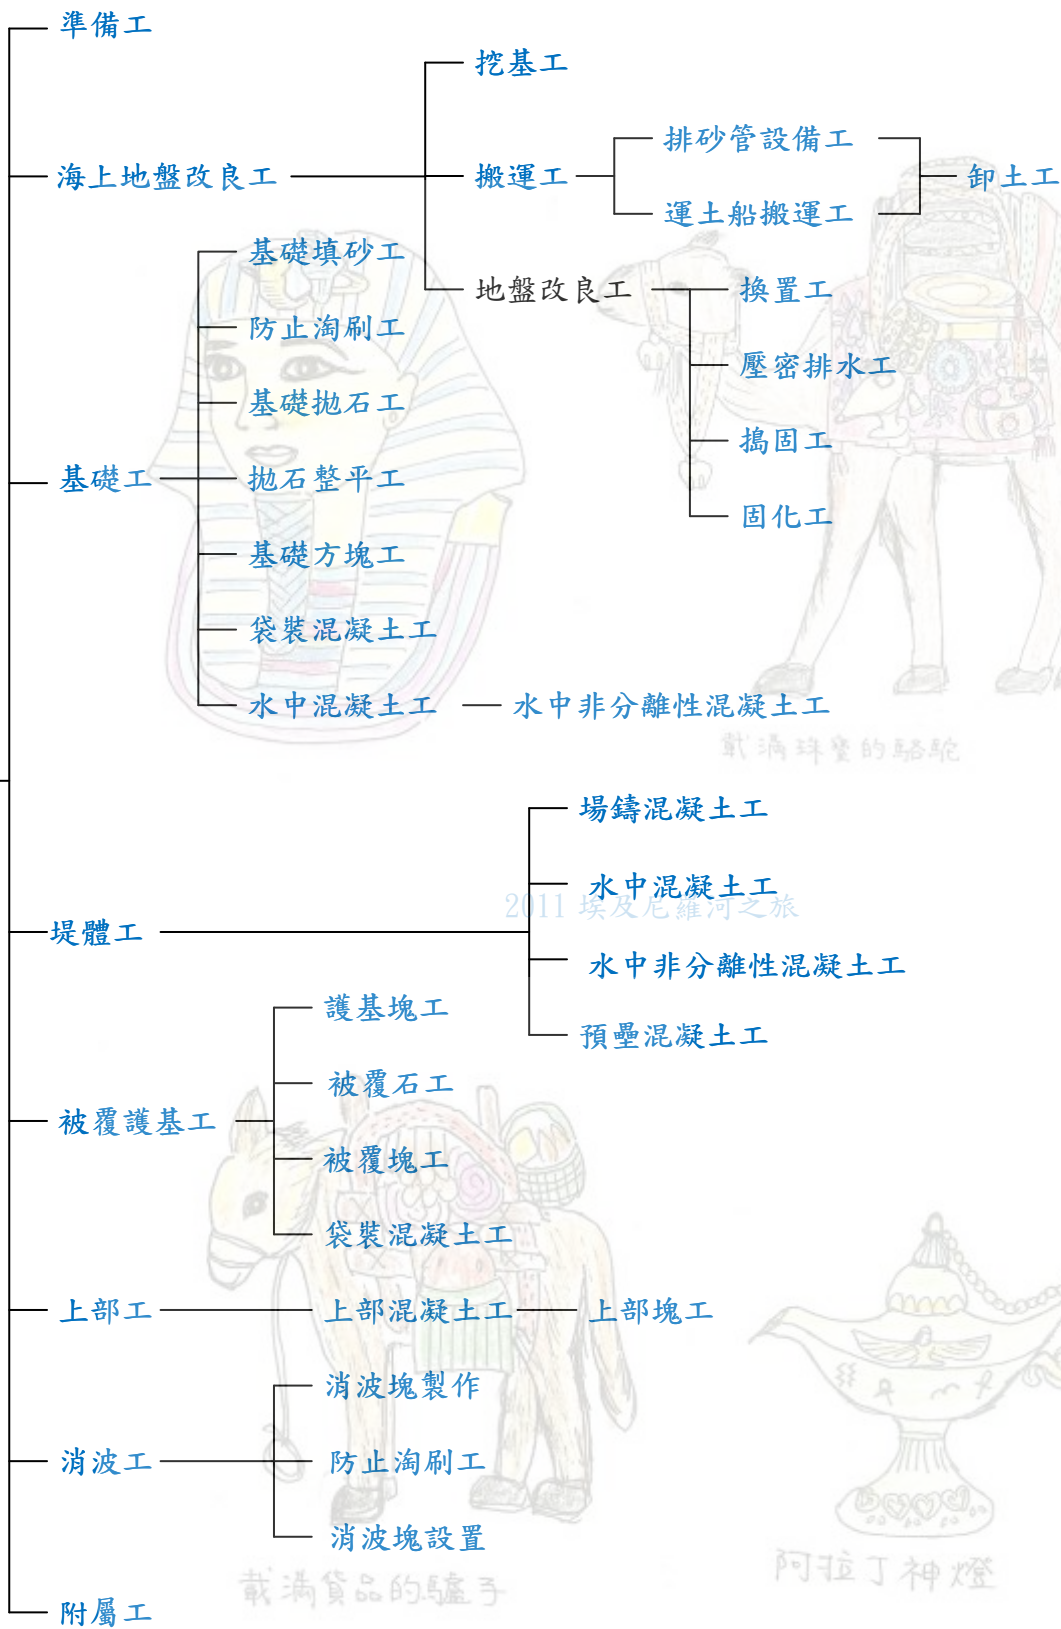 準備工
海上地盤改良工
挖基工
搬運工
排砂管設備工
運土船搬運工
卸土工
地盤改良工
換置工
壓密排水工
搗固工
固化工
基礎工
基礎填砂工
防止淘刷工
基礎拋石工
拋石整平工
基礎方塊工
袋裝混凝土工
水中混凝土工
水中非分離性混凝土工
載滿珠寶的駱駝
堤體工
場鑄混凝土工
水中混凝土工
2011 埃及尼羅河之旅
水中非分離性混凝土工
預壘混凝土工
被覆護基工
護基塊工
被覆石工
被覆塊工
袋裝混凝土工
上部工
上部混凝土工
上部塊工
消波工
消波塊製作
防止淘刷工
消波塊設置
附屬工
載滿貨品的驢子
阿拉丁神燈